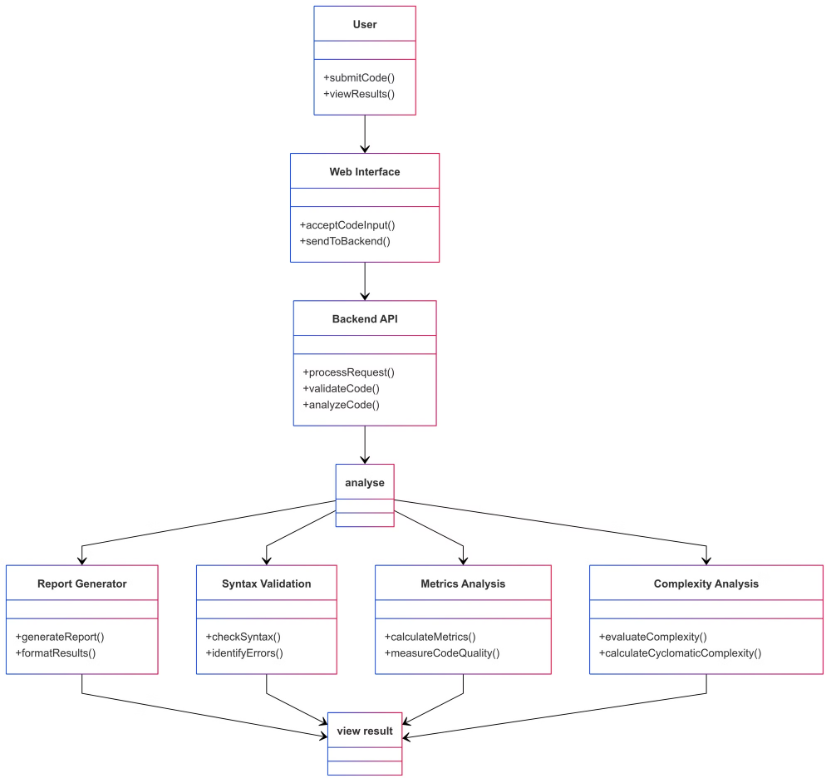 User
+submitCode()
+viewResults()
Web Interface
+acceptCodeInput()
+sendToBackend()
Backend API
+processRequest()
+validateCode()
+analyzeCode()
analyse
Report Generator
+generateReport()
+formatResults()
Syntax Validation
+checkSyntax()
+identifyErrors()
Metrics Analysis
+calculateMetrics()
+measureCodeQuality()
Complexity Analysis
+evaluateComplexity()
+calculateCyclomaticComplexity()
view result